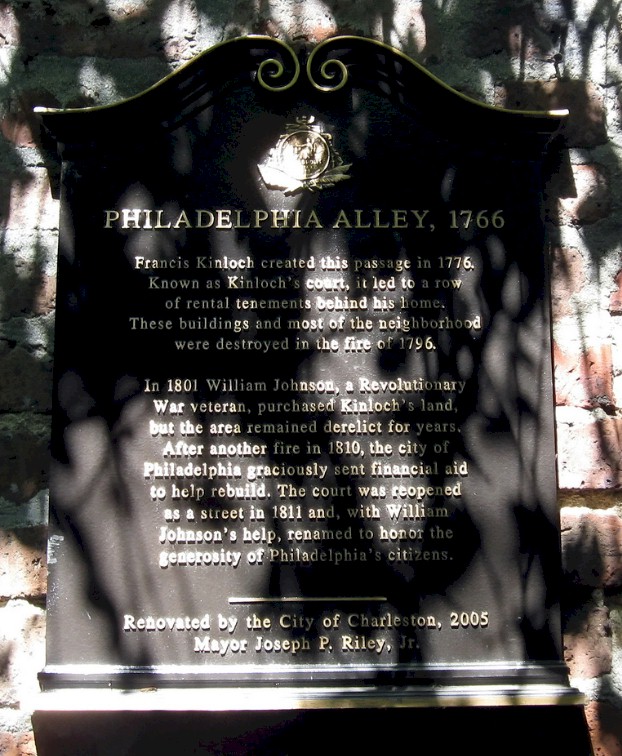 PHILADELPHIA ALLEY, 1766
Francis Kinloch created this passage in 1776.
Known as Kinloch's court, it led to a row
of rental tenements behind his home.
These buildings and most of the neighborhood
were destroyed in the fire of 1796.
In 1801 William Johnson, a Revolutionary
War veteran, purchased Kinloch's land,
but the area remained derelict for years.
After another fire in 1810, the city of
Philadelphia graciously sent financial aid
to help rebuild. The court was reopened
as a street in 1811 and, with William
Johnson's help, renamed to honor the
generosity of Philadelphia's citizens.
Renovated by the City of Charleston, 2005
Mayor Joseph P. Riley, Jr.